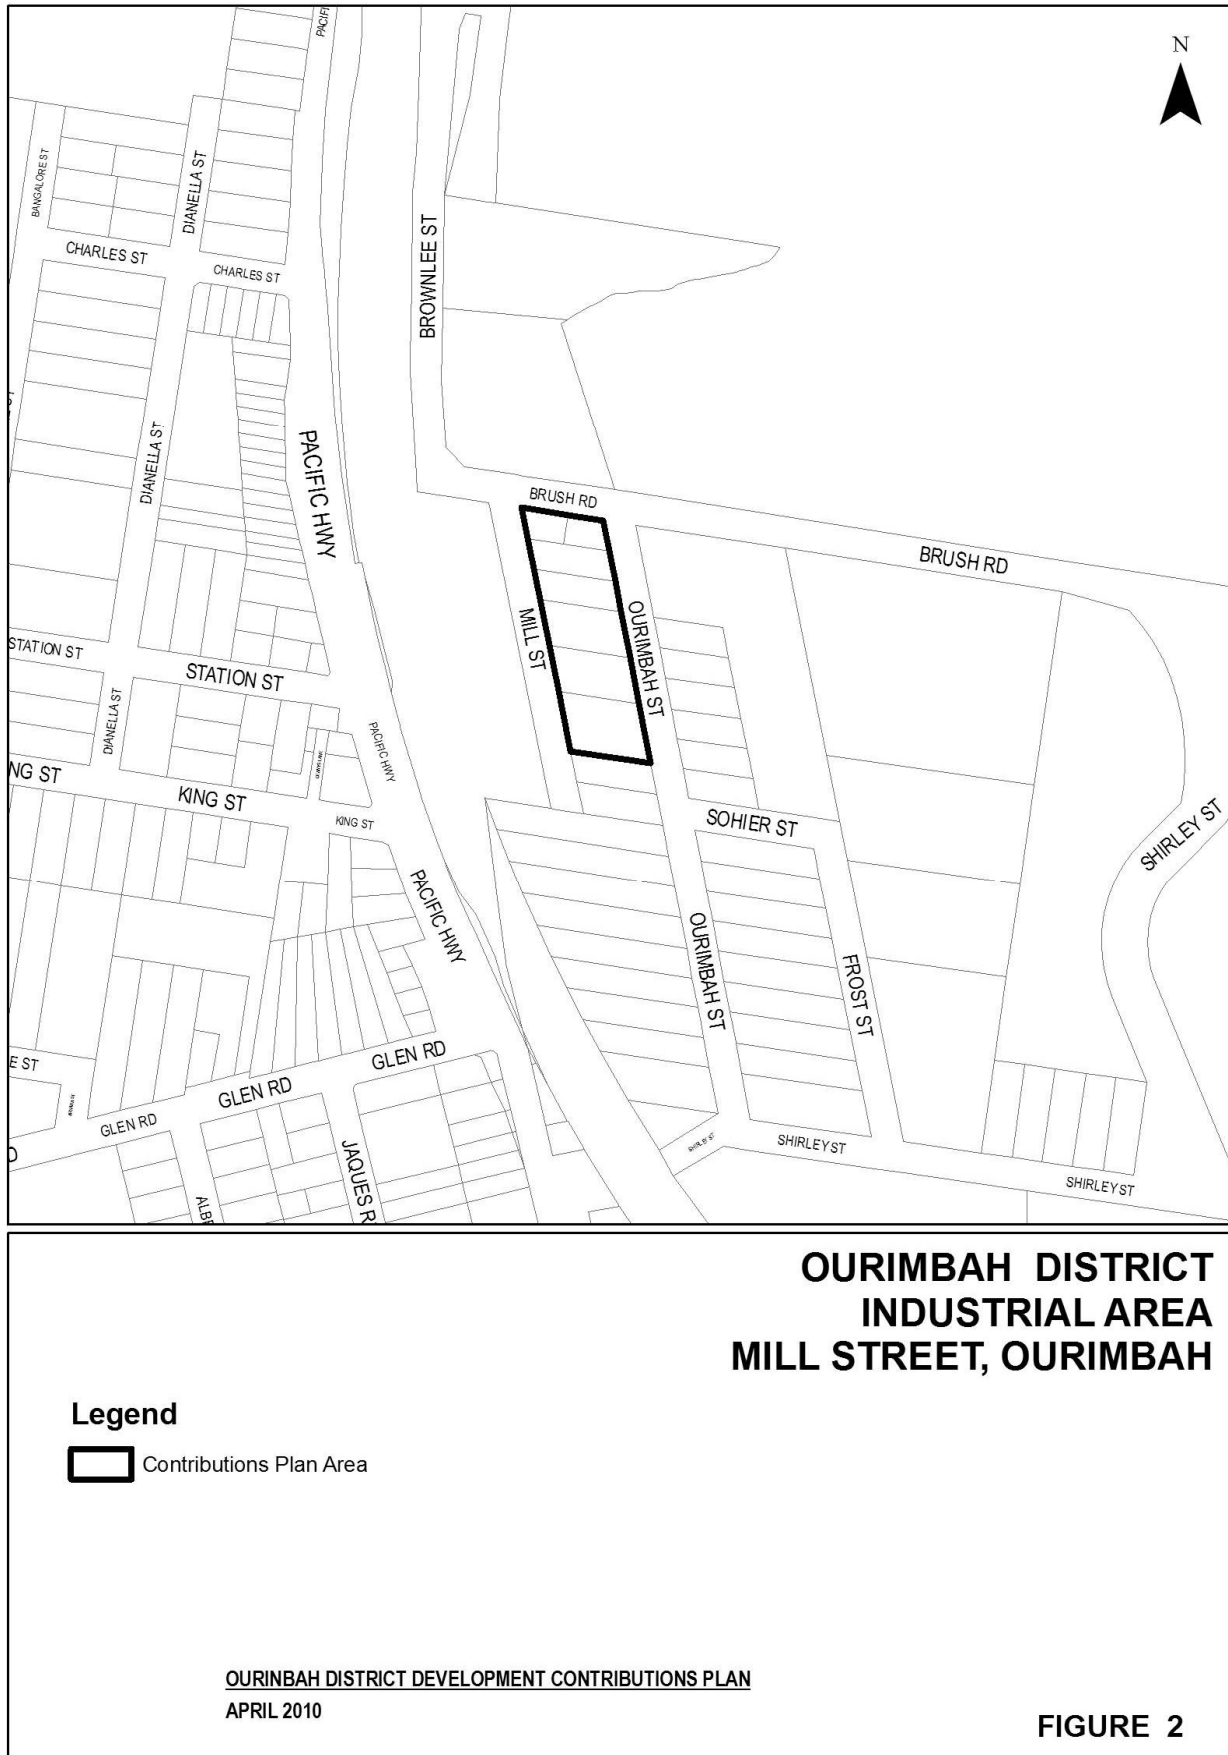 PACIFI
N
BANGALORE ST
DIANELLA ST
CHARLES ST
CHARLES ST
BROWNLEE ST
DIANELLA ST
PACIFIC HWY
BRUSH RD
BRUSH RD
MILL ST
OURIMBAH ST
STATION ST
STATION ST
DIANELLA ST
PACIFIC HWY
NG ST
KING ST
KING ST
SOHIER ST
SHIRLEY ST
PACIFIC HWY
OURIMBAH ST
FROST ST
E ST
GLEN RD
GLEN RD
GLEN RD
JAQUES R
ALBE
SHIRLEY ST
SHIRLEY ST
SHIRLEY ST
OURIMBAH DISTRICT
INDUSTRIAL AREA
MILL STREET, OURIMBAH
Legend
Contributions Plan Area
OURINBAH DISTRICT DEVELOPMENT CONTRIBUTIONS PLAN
APRIL 2010
FIGURE 2